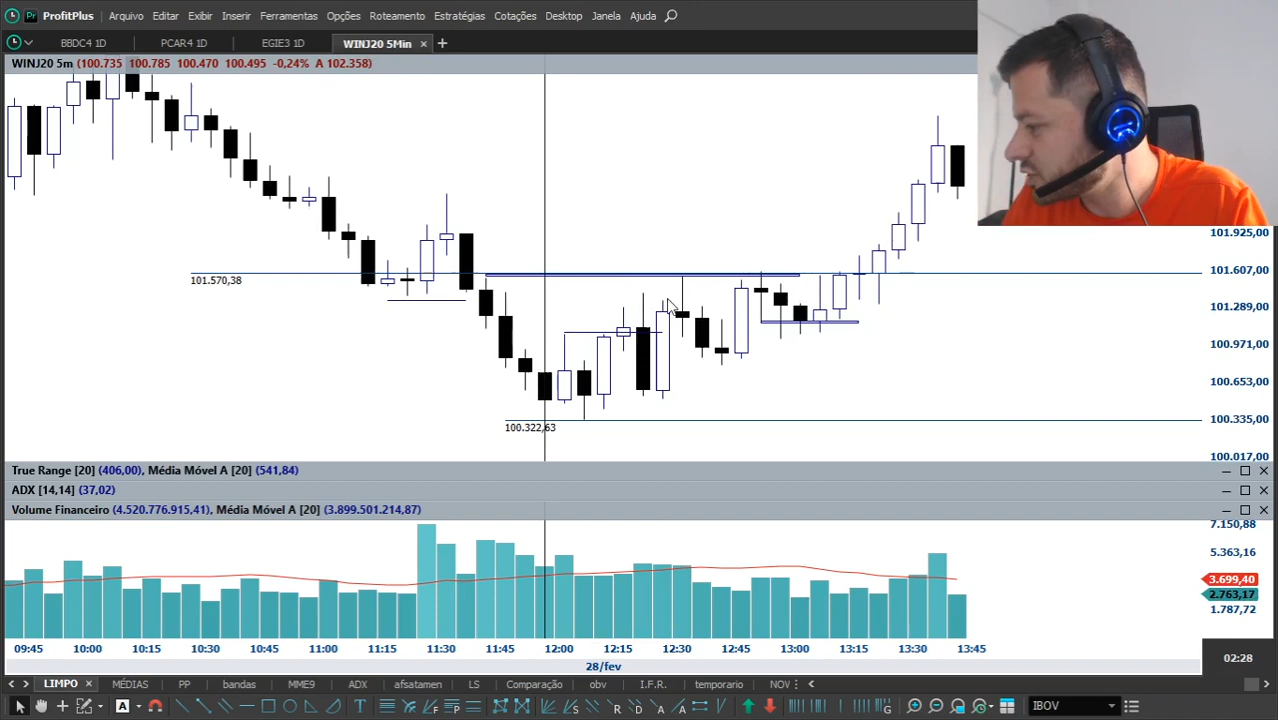 Pr ProfitPlus Arquivo Editar Exibir Inserir Ferramentas Opções Roteamento Estratégias Cotações Desktop Janela Ajuda
BBDC4 1D PCAR4 1D EGIE3 1D WINJ20 5Min × +
WINJ20 5m (100.735 100.785 100.470 100.495 -0,24% A 102.358)
101.925,00
101.607,00
101.570,38
101.289,00
100.971,00
100.653,00
100.335,00
100.322,63
100.017,00
True Range [20] (406,00), Média Móvel A [20] (541,84)
ADX [14,14] (37,02)
Volume Financeiro (4.520.776.915,41), Média Móvel A [20] (3.899.501.214,87)
7.150,88
5.363,16
3.699,40
2.763,17
1.787,72
09:45 10:00 10:15 10:30 10:45 11:00 11:15 11:30 11:45 12:00 12:15 12:30 12:45 13:00 13:15 13:30 13:45
28/fev
02:28
LIMPO × MÉDIAS PP bandas MME9 ADX afsatamen LS Comparação obv I.F.R. temporario NOV
IBOV